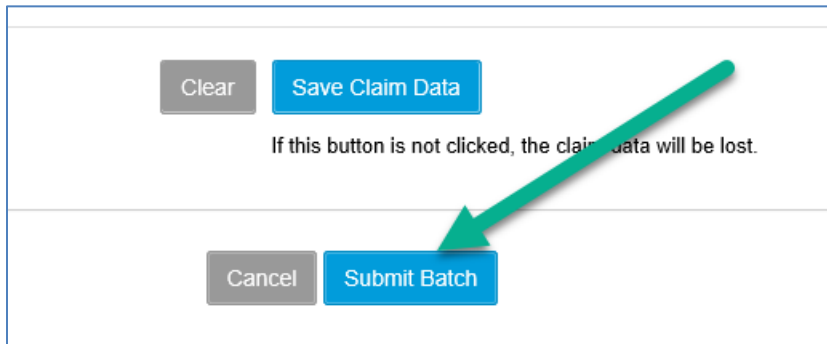 Clear Save Claim Data
If this button is not clicked, the claim data will be lost.
Cancel Submit Batch